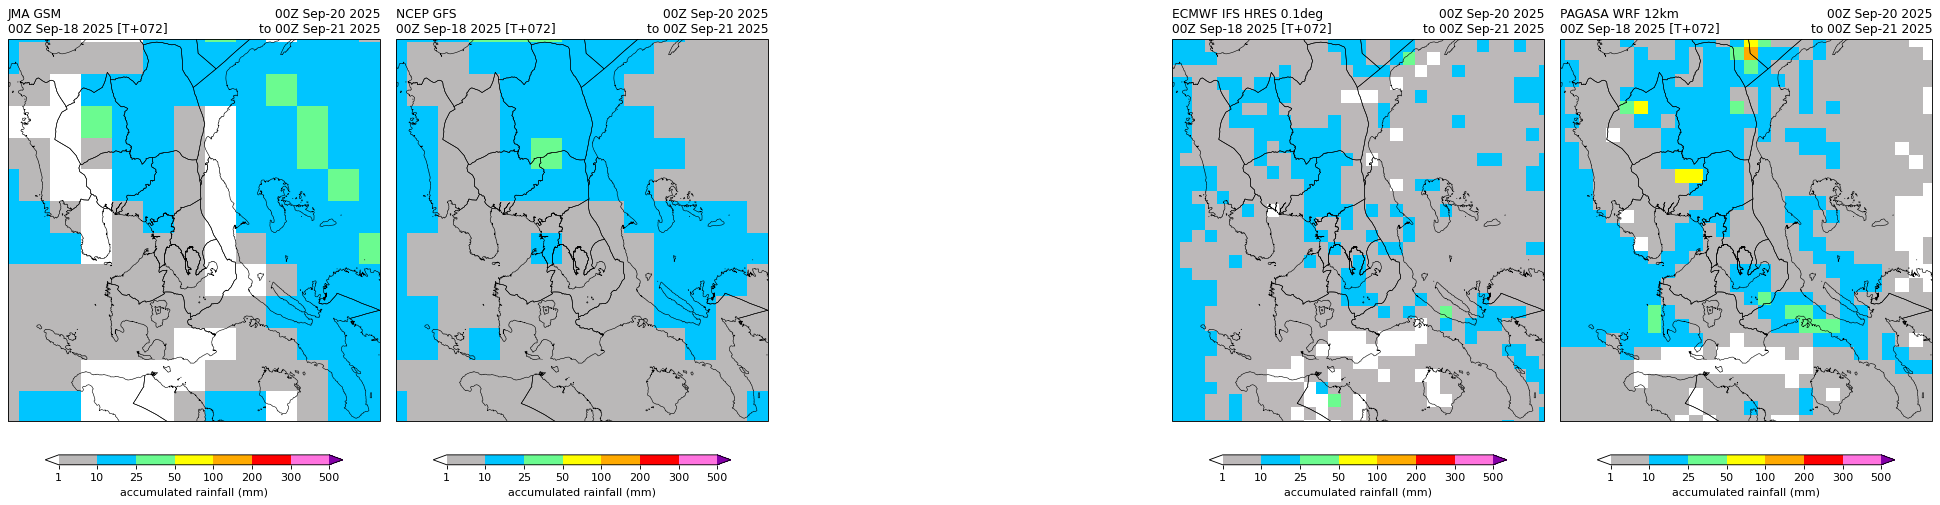 JMA GSM 00Z Sep-20 2025
00Z Sep-18 2025 [T+072] to 00Z Sep-21 2025
1 10 25 50 100 200 300 500
accumulated rainfall (mm)
NCEP GFS 00Z Sep-20 2025
00Z Sep-18 2025 [T+072] to 00Z Sep-21 2025
1 10 25 50 100 200 300 500
accumulated rainfall (mm)
ECMWF IFS HRES 0.1deg 00Z Sep-20 2025
00Z Sep-18 2025 [T+072] to 00Z Sep-21 2025
1 10 25 50 100 200 300 500
accumulated rainfall (mm)
PAGASA WRF 12km 00Z Sep-20 2025
00Z Sep-18 2025 [T+072] to 00Z Sep-21 2025
1 10 25 50 100 200 300 500
accumulated rainfall (mm)